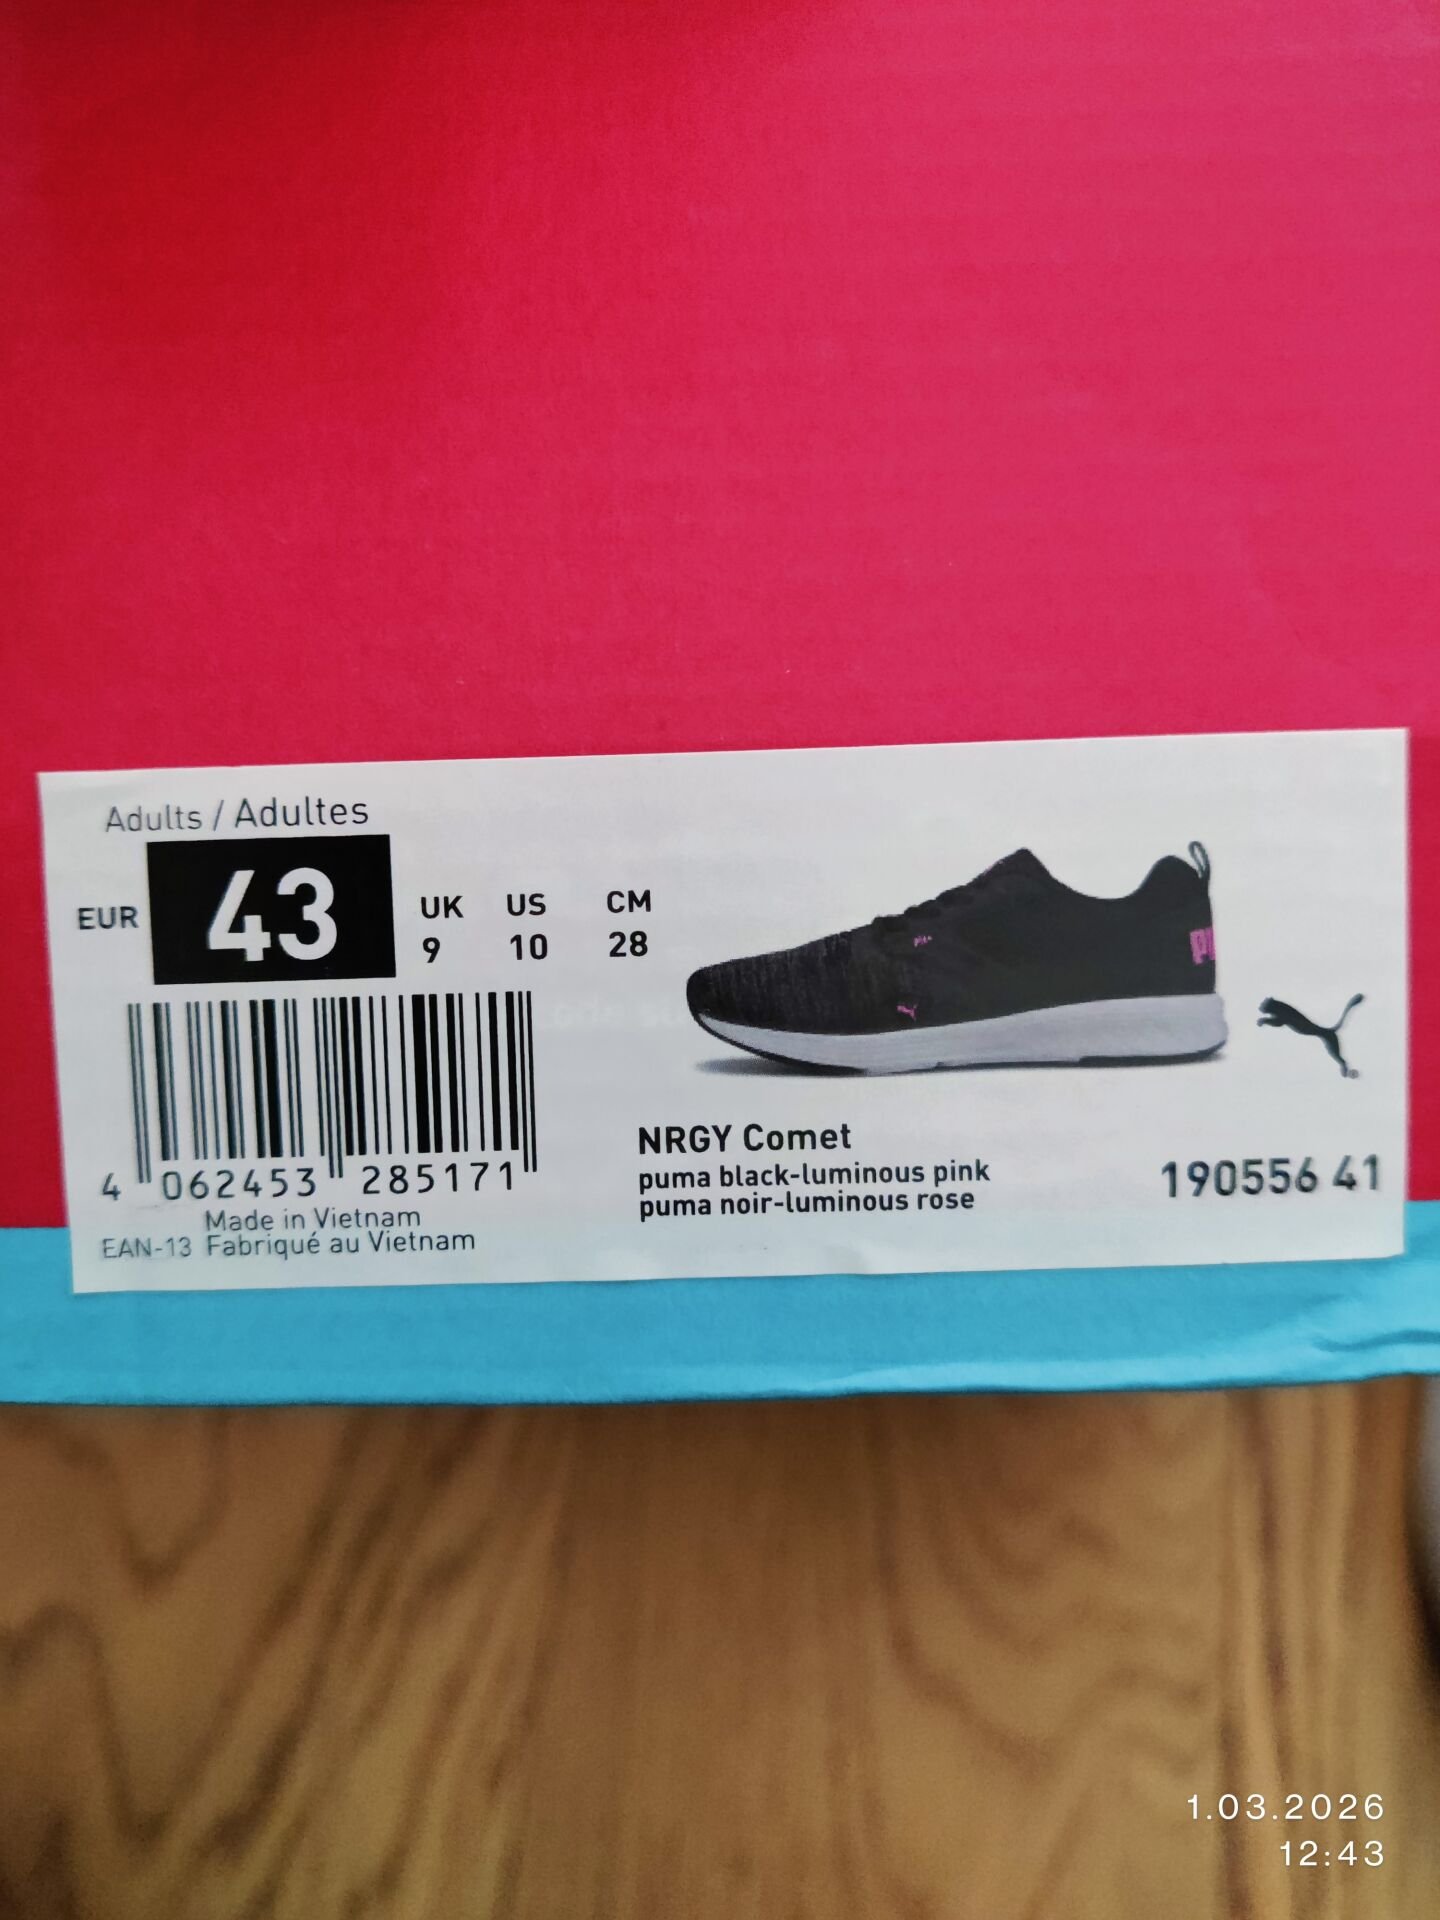 Adults / Adultes
EUR 43
UK US CM
9 10 28
4 062453 285171
Made in Vietnam
EAN-13 Fabriqué au Vietnam
NRGY Comet
puma black-luminous pink
puma noir-luminous rose
190556 41
1.03.2026
12:43